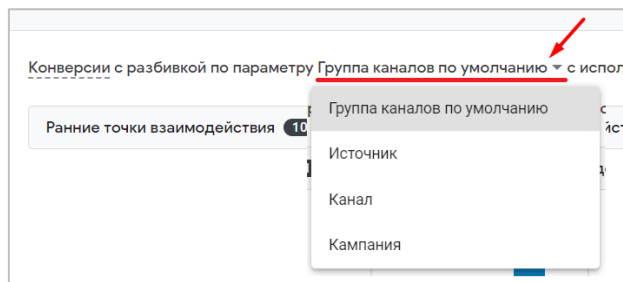 Конверсии с разбивкой по параметру Группа каналов по умолчанию с испол
Группа каналов по умолчанию
Ранние точки взаимодействия 10
Источник
Канал
Кампания